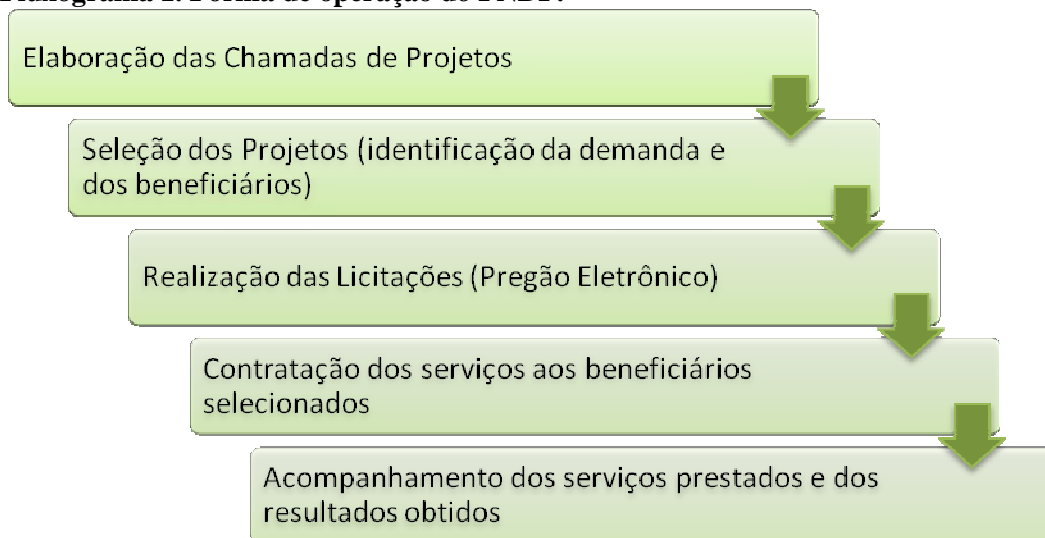 Elaboração das Chamadas de Projetos
Seleção dos Projetos (identificação da demanda e
dos beneficiários)
Realização das Licitações (Pregão Eletrônico)
Contratação dos serviços aos beneficiários
selecionados
Acompanhamento dos serviços prestados e dos
resultados obtidos